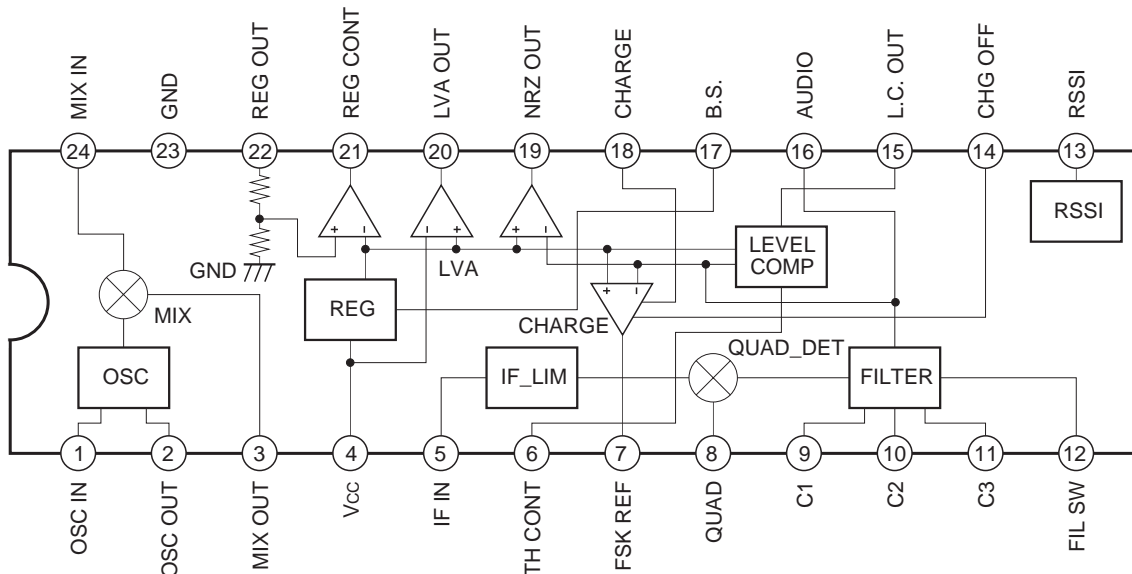 MIX IN
GND
REG OUT
REG CONT
LVA OUT
NRZ OUT
CHARGE
B.S.
AUDIO
L.C. OUT
CHG OFF
RSSI
24
23
22
21
20
19
18
17
16
15
14
13
RSSI
+
–
–
+
+
–
LEVEL
COMP
GND
LVA
+
–
MIX
REG
CHARGE
QUAD_DET
OSC
IF_LIM
FILTER
1
2
3
4
5
6
7
8
9
10
11
12
OSC IN
OSC OUT
MIX OUT
Vcc
IF IN
TH CONT
FSK REF
QUAD
C1
C2
C3
FIL SW